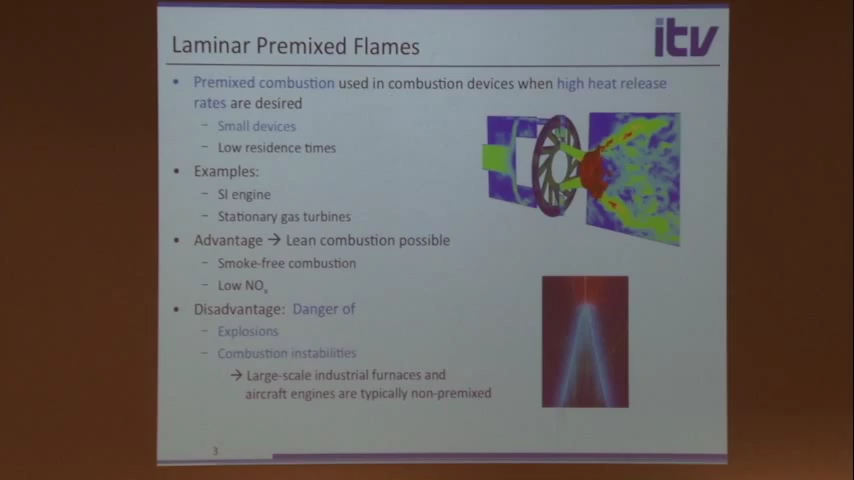 Laminar Premixed Flames
itv
• Premixed combustion used in combustion devices when high heat release
rates are desired
– Small devices
– Low residence times
• Examples:
– SI engine
– Stationary gas turbines
• Advantage → Lean combustion possible
– Smoke-free combustion
– Low NOx
• Disadvantage: Danger of
– Explosions
– Combustion instabilities
→ Large-scale industrial furnaces and
aircraft engines are typically non-premixed
3